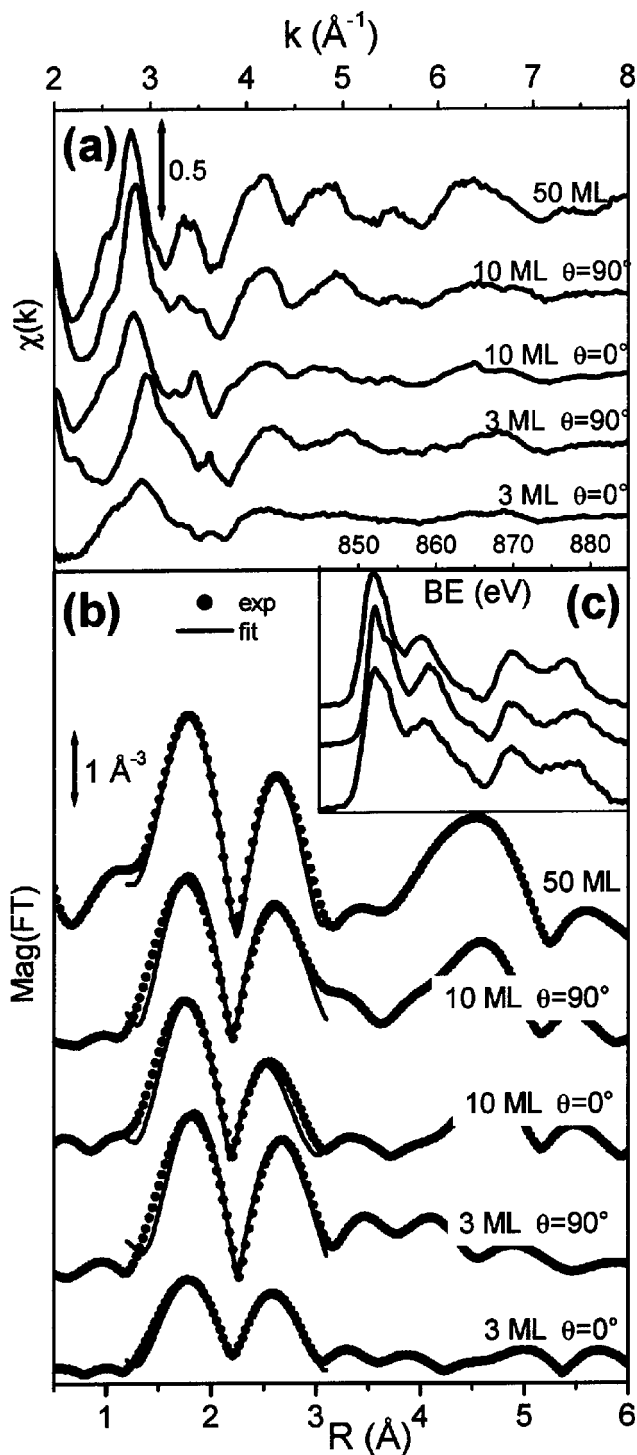 k (Å⁻¹)
2 3 4 5 6 7 8
(a)
0.5
50 ML
10 ML θ=90°
10 ML θ=0°
3 ML θ=90°
3 ML θ=0°
χ(k)
850 860 870 880
BE (eV)
(c)
(b)
exp
fit
1 Å⁻³
50 ML
10 ML θ=90°
10 ML θ=0°
3 ML θ=90°
3 ML θ=0°
Mag(FT)
1 2 3 4 5 6
R (Å)